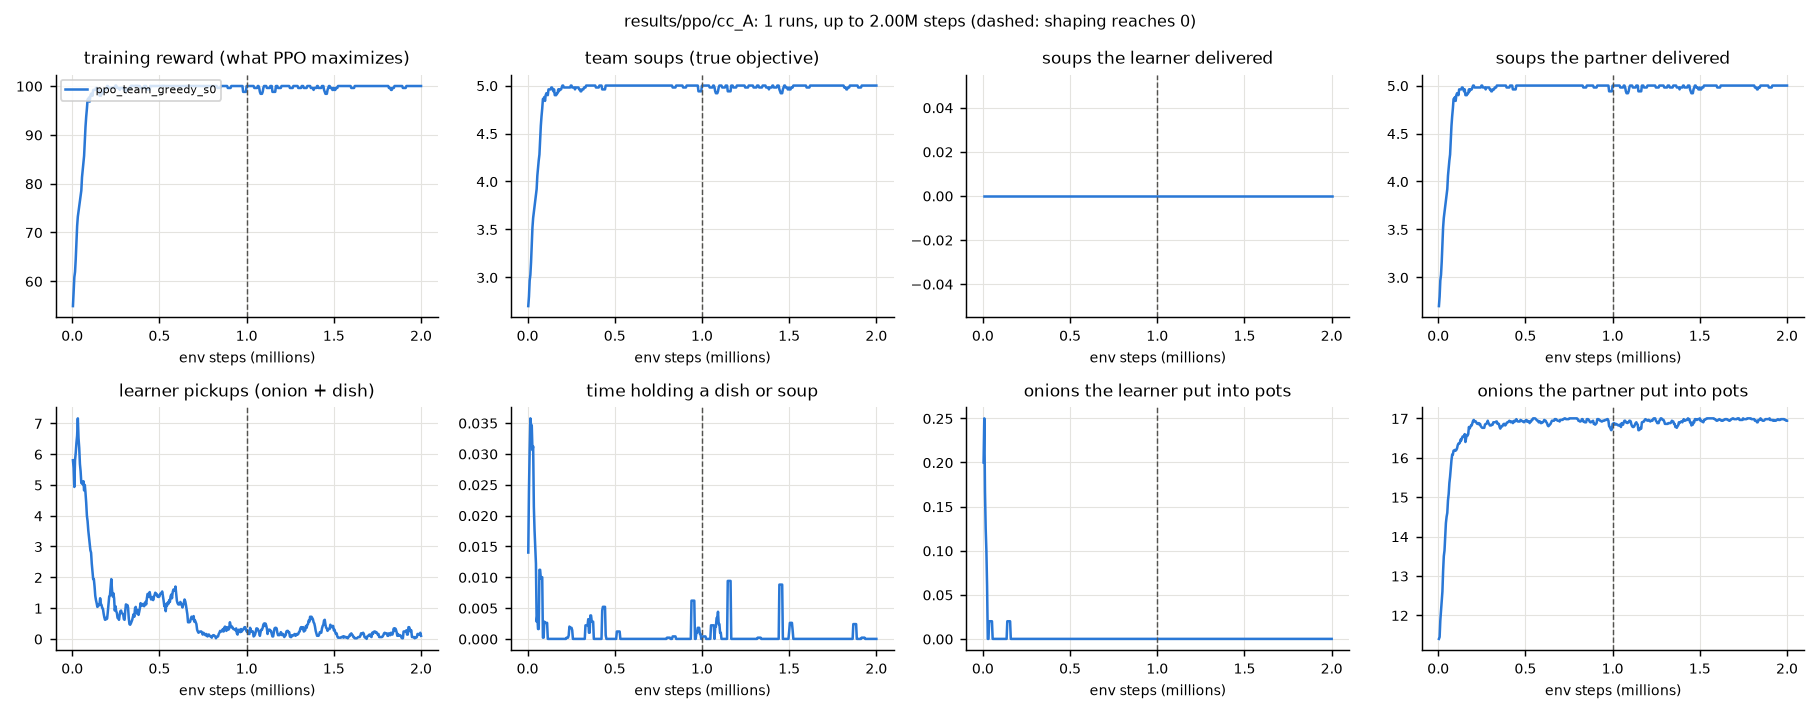 results/ppo/cc_A: 1 runs, up to 2.00M steps (dashed: shaping reaches 0)
training reward (what PPO maximizes)
ppo_team_greedy_s0
100
90
80
70
60
0.0 0.5 1.0 1.5 2.0
env steps (millions)
team soups (true objective)
5.0
4.5
4.0
3.5
3.0
0.0 0.5 1.0 1.5 2.0
env steps (millions)
soups the learner delivered
0.04
0.02
0.00
−0.02
−0.04
0.0 0.5 1.0 1.5 2.0
env steps (millions)
soups the partner delivered
5.0
4.5
4.0
3.5
3.0
0.0 0.5 1.0 1.5 2.0
env steps (millions)
learner pickups (onion + dish)
7
6
5
4
3
2
1
0
0.0 0.5 1.0 1.5 2.0
env steps (millions)
time holding a dish or soup
0.035
0.030
0.025
0.020
0.015
0.010
0.005
0.000
0.0 0.5 1.0 1.5 2.0
env steps (millions)
onions the learner put into pots
0.25
0.20
0.15
0.10
0.05
0.00
0.0 0.5 1.0 1.5 2.0
env steps (millions)
onions the partner put into pots
17
16
15
14
13
12
0.0 0.5 1.0 1.5 2.0
env steps (millions)